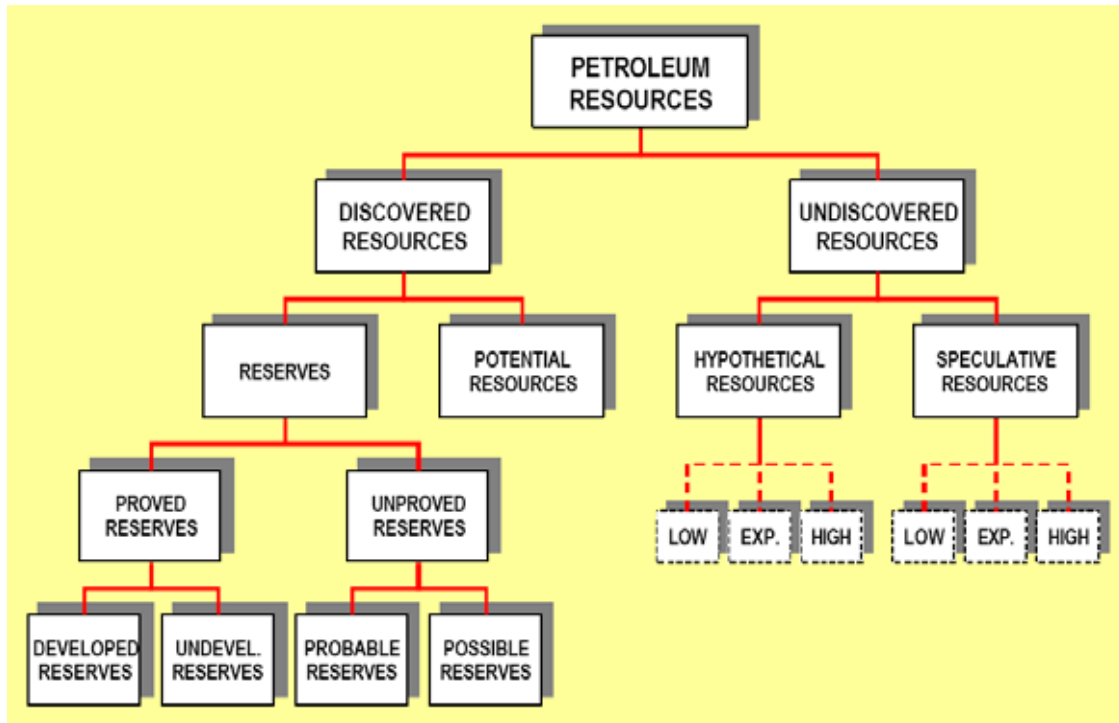 PETROLEUM
RESOURCES
DISCOVERED
RESOURCES
UNDISCOVERED
RESOURCES
RESERVES
POTENTIAL
RESOURCES
HYPOTHETICAL
RESOURCES
SPECULATIVE
RESOURCES
PROVED
RESERVES
UNPROVED
RESERVES
LOW
EXP.
HIGH
LOW
EXP.
HIGH
DEVELOPED
RESERVES
UNDEVEL.
RESERVES
PROBABLE
RESERVES
POSSIBLE
RESERVES